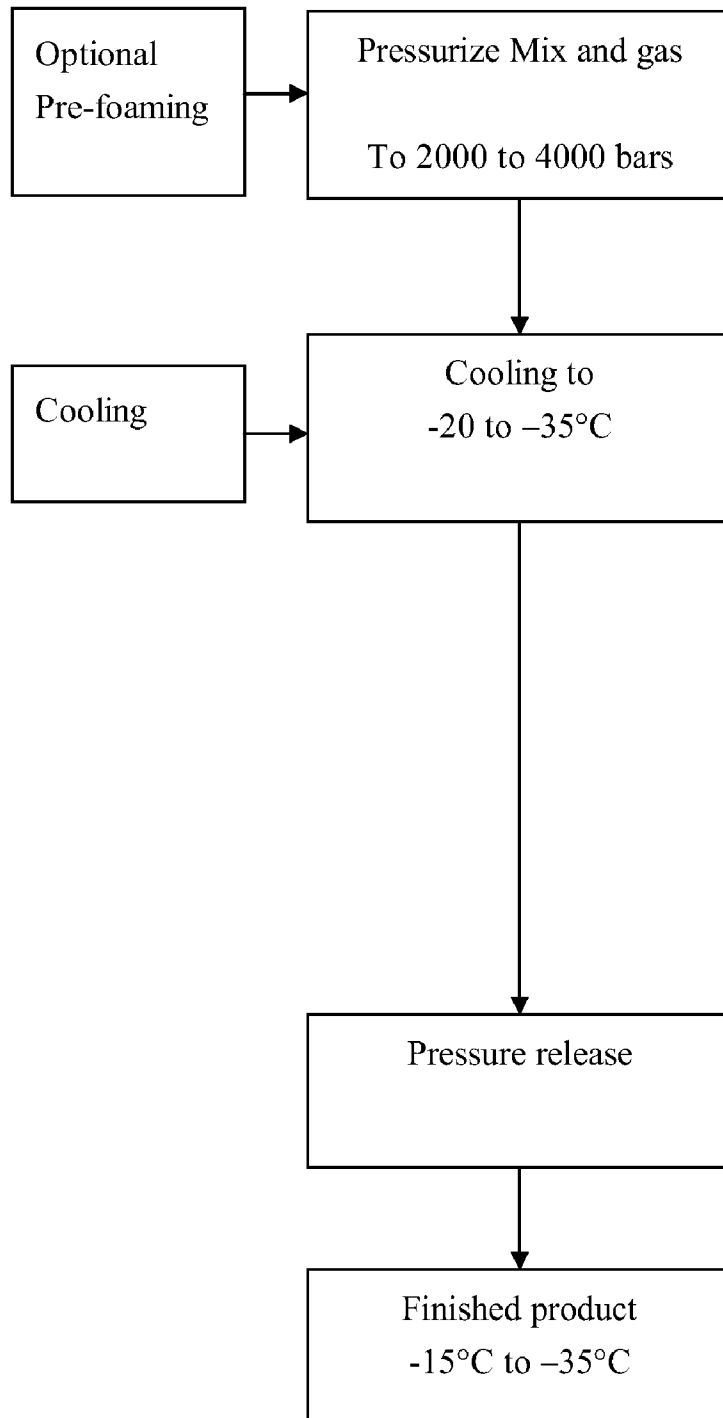 Optional
Pre-foaming
Pressurize Mix and gas
To 2000 to 4000 bars
Cooling
Cooling to
-20 to –35°C
Pressure release
Finished product
-15°C to –35°C